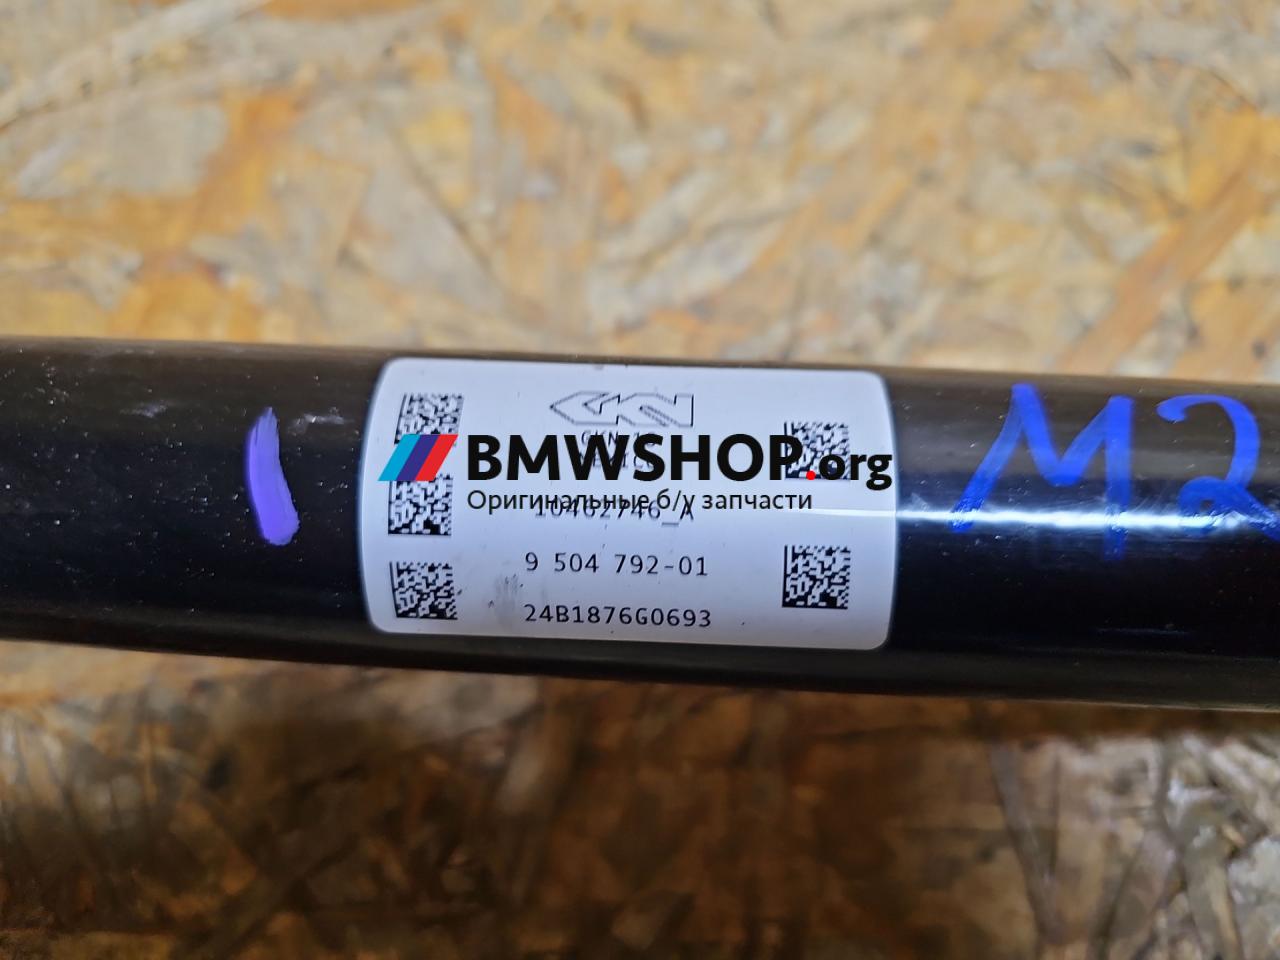 BMWSHOP.org
Оригинальные б/у запчасти
9 504 792-01
24B1876G0693
M2